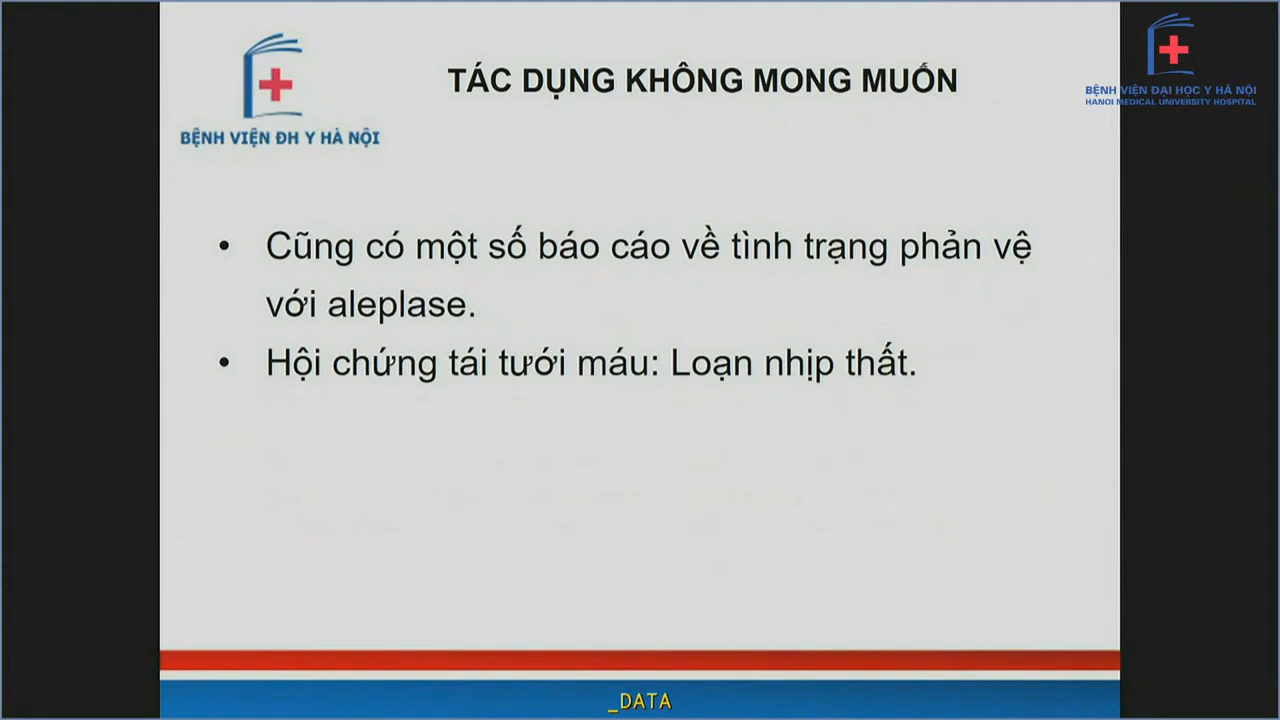 TÁC DỤNG KHÔNG MONG MUỐN
BỆNH VIỆN ĐH Y HÀ NỘI
BỆNH VIỆN ĐẠI HỌC Y HÀ NỘI
HANOI MEDICAL UNIVERSITY HOSPITAL
• Cũng có một số báo cáo về tình trạng phản vệ
với aleplase.
• Hội chứng tái tưới máu: Loạn nhịp thất.
_DATA